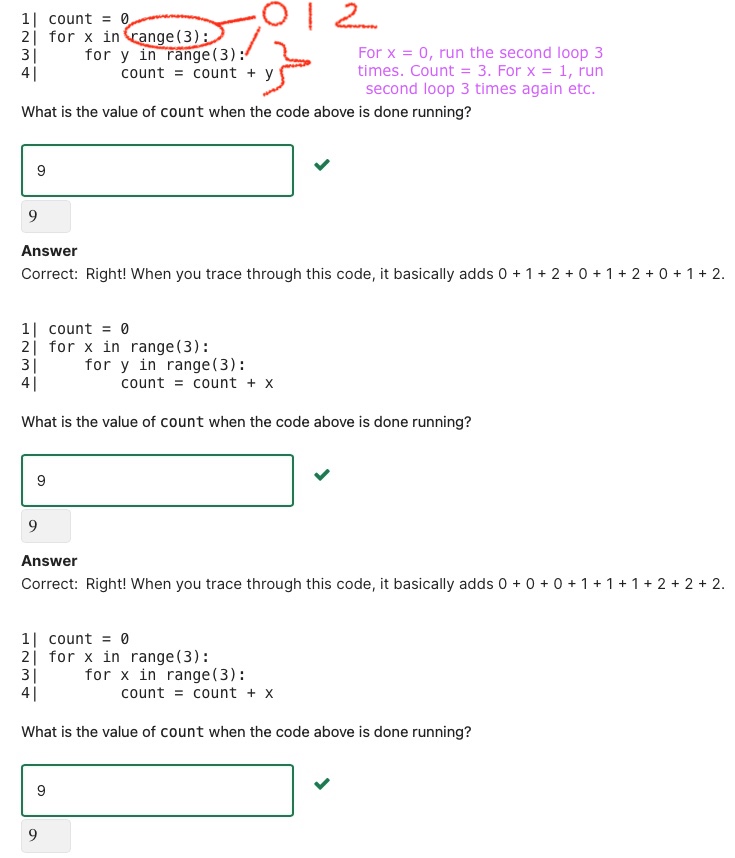 1| count = 0
2| for x in range(3):
3|     for y in range(3):
4|         count = count + y
0 1 2
For x = 0, run the second loop 3
times. Count = 3. For x = 1, run
second loop 3 times again etc.
What is the value of count when the code above is done running?
9
9
Answer
Correct: Right! When you trace through this code, it basically adds 0 + 1 + 2 + 0 + 1 + 2 + 0 + 1 + 2.
1| count = 0
2| for x in range(3):
3|     for y in range(3):
4|         count = count + x
What is the value of count when the code above is done running?
9
9
Answer
Correct: Right! When you trace through this code, it basically adds 0 + 0 + 0 + 1 + 1 + 1 + 2 + 2 + 2.
1| count = 0
2| for x in range(3):
3|     for x in range(3):
4|         count = count + x
What is the value of count when the code above is done running?
9
9